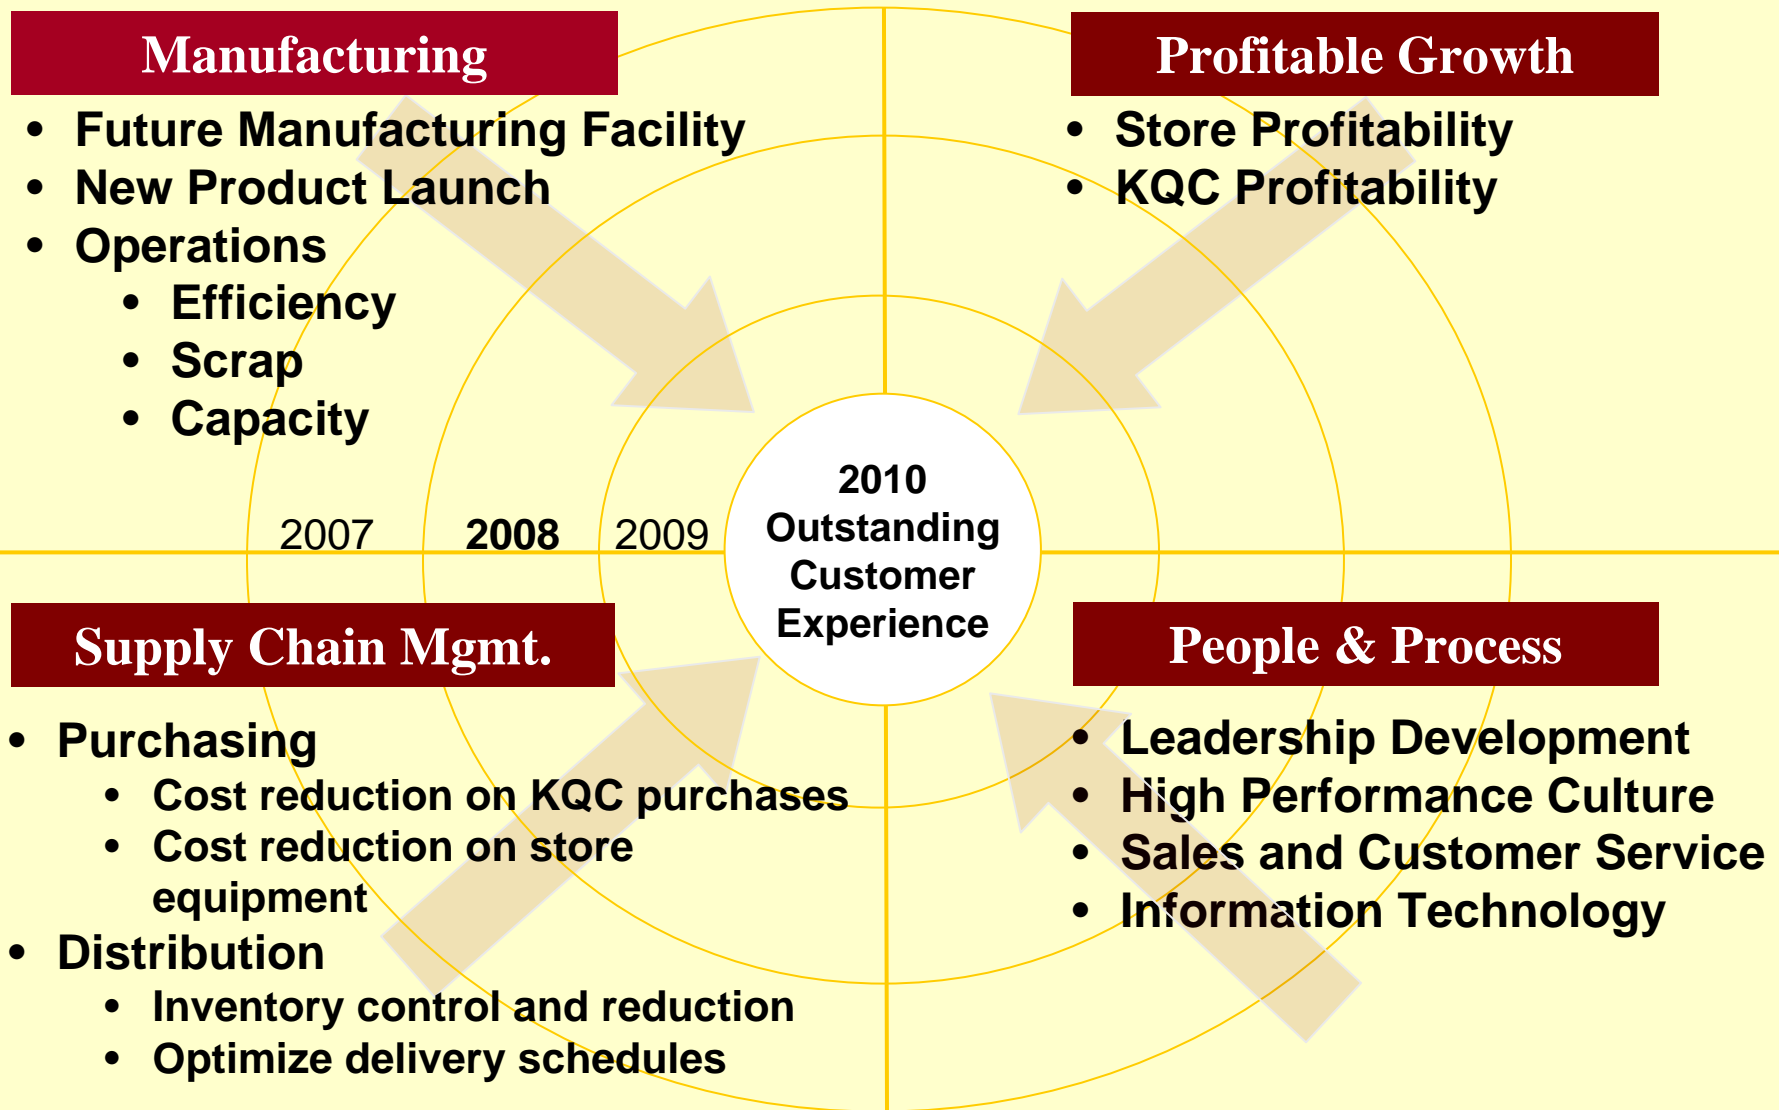 Manufacturing
• Future Manufacturing Facility
• New Product Launch
• Operations
• Efficiency
• Scrap
• Capacity
Profitable Growth
• Store Profitability
• KQC Profitability
2007 2008 2009
2010
Outstanding
Customer
Experience
Supply Chain Mgmt.
• Purchasing
• Cost reduction on KQC purchases
• Cost reduction on store
equipment
• Distribution
• Inventory control and reduction
• Optimize delivery schedules
People & Process
• Leadership Development
• High Performance Culture
• Sales and Customer Service
• Information Technology